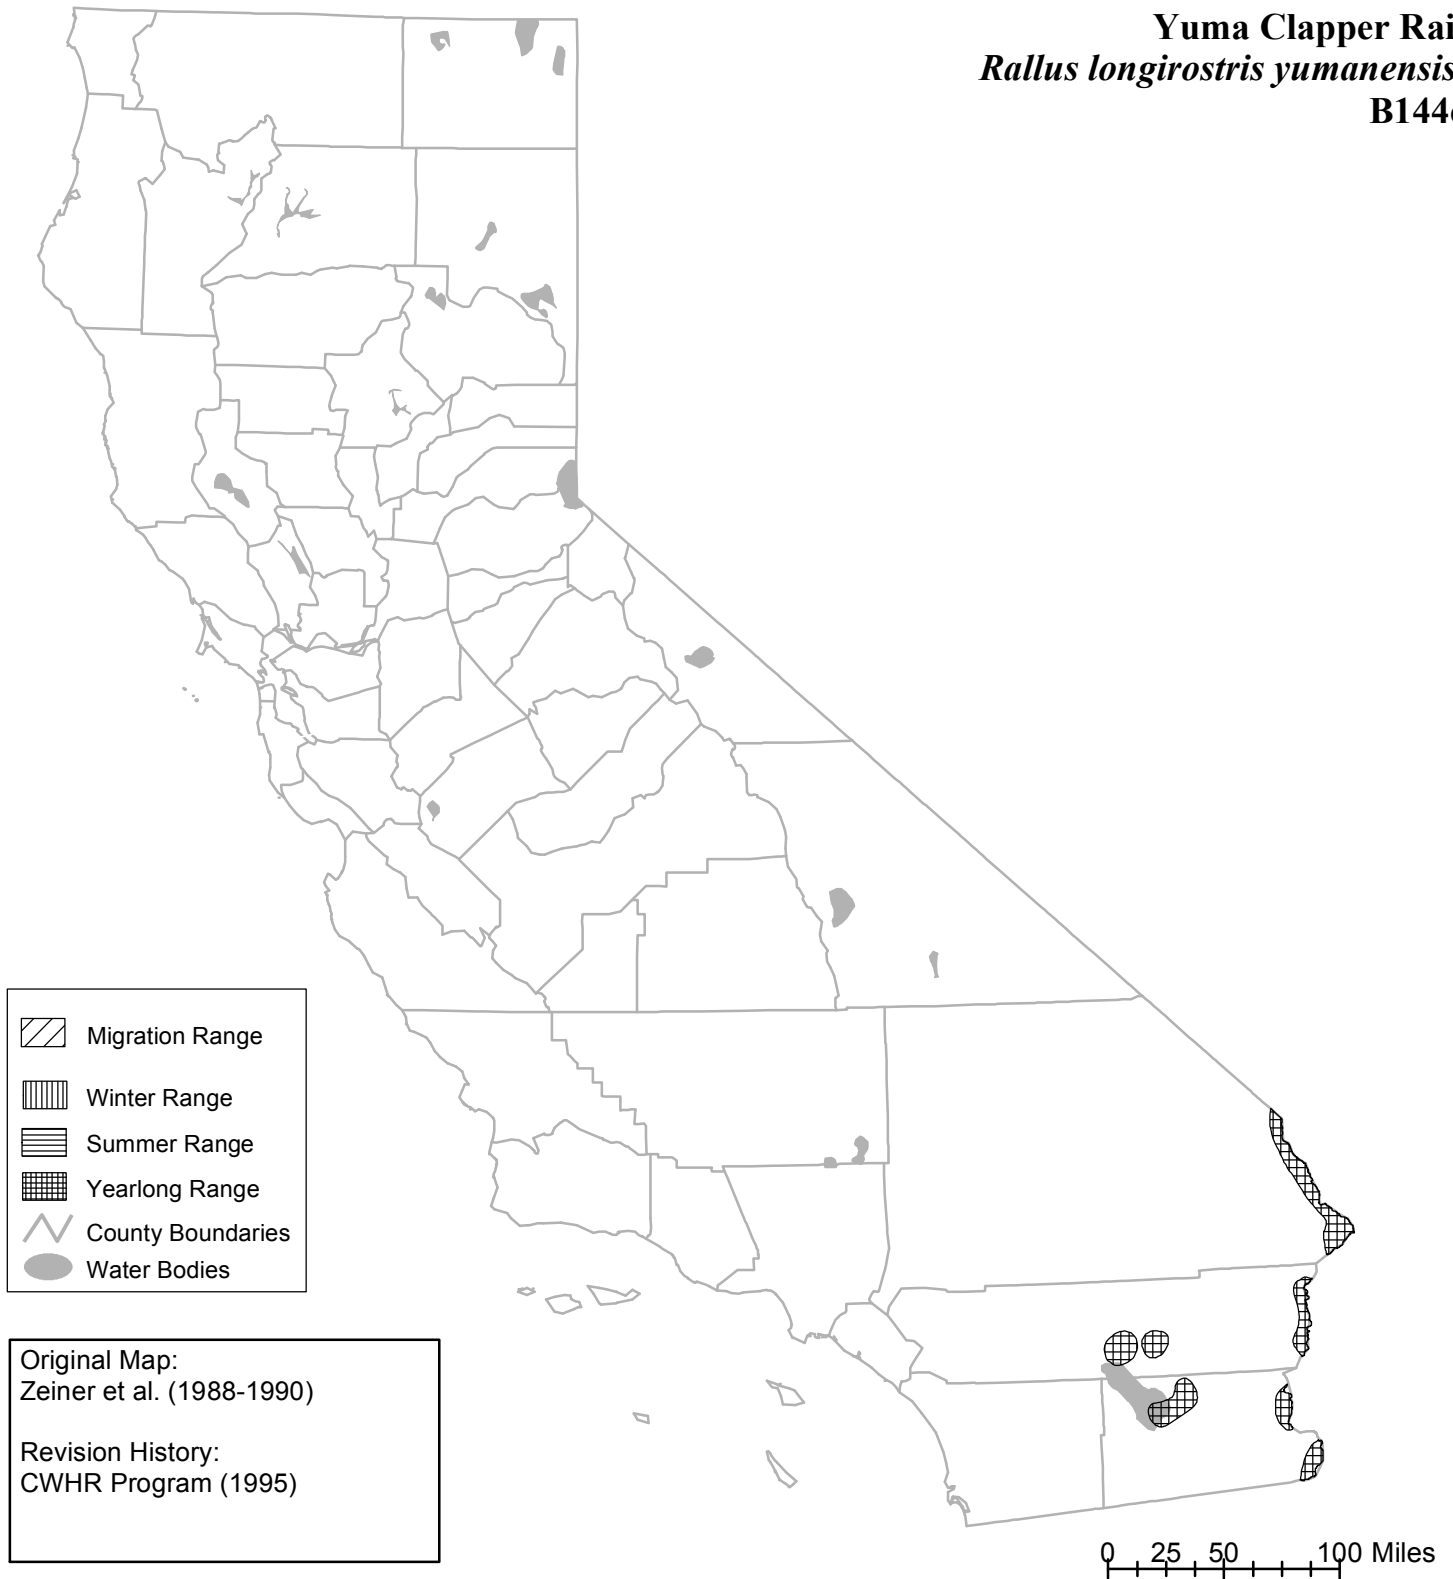 Yuma Clapper Rai
Rallus longirostris yumanensis
B144
Migration Range
Winter Range
Summer Range
Yearlong Range
County Boundaries
Water Bodies
Original Map:
Zeiner et al. (1988-1990)
Revision History:
CWHR Program (1995)
0 25 50 100 Miles